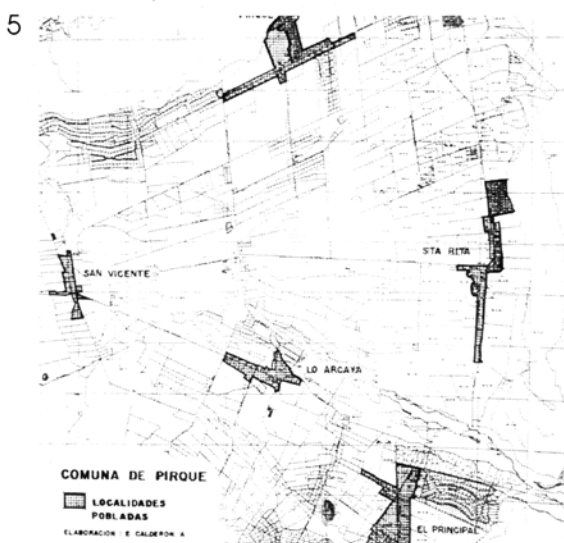 5
STA RITA
SAN VICENTE
LO ARCAYA
COMUNA DE PIRQUE
LOCALIDADES
POBLADAS
EL PRINCIPAL
ELABORACION : E CALDERON A